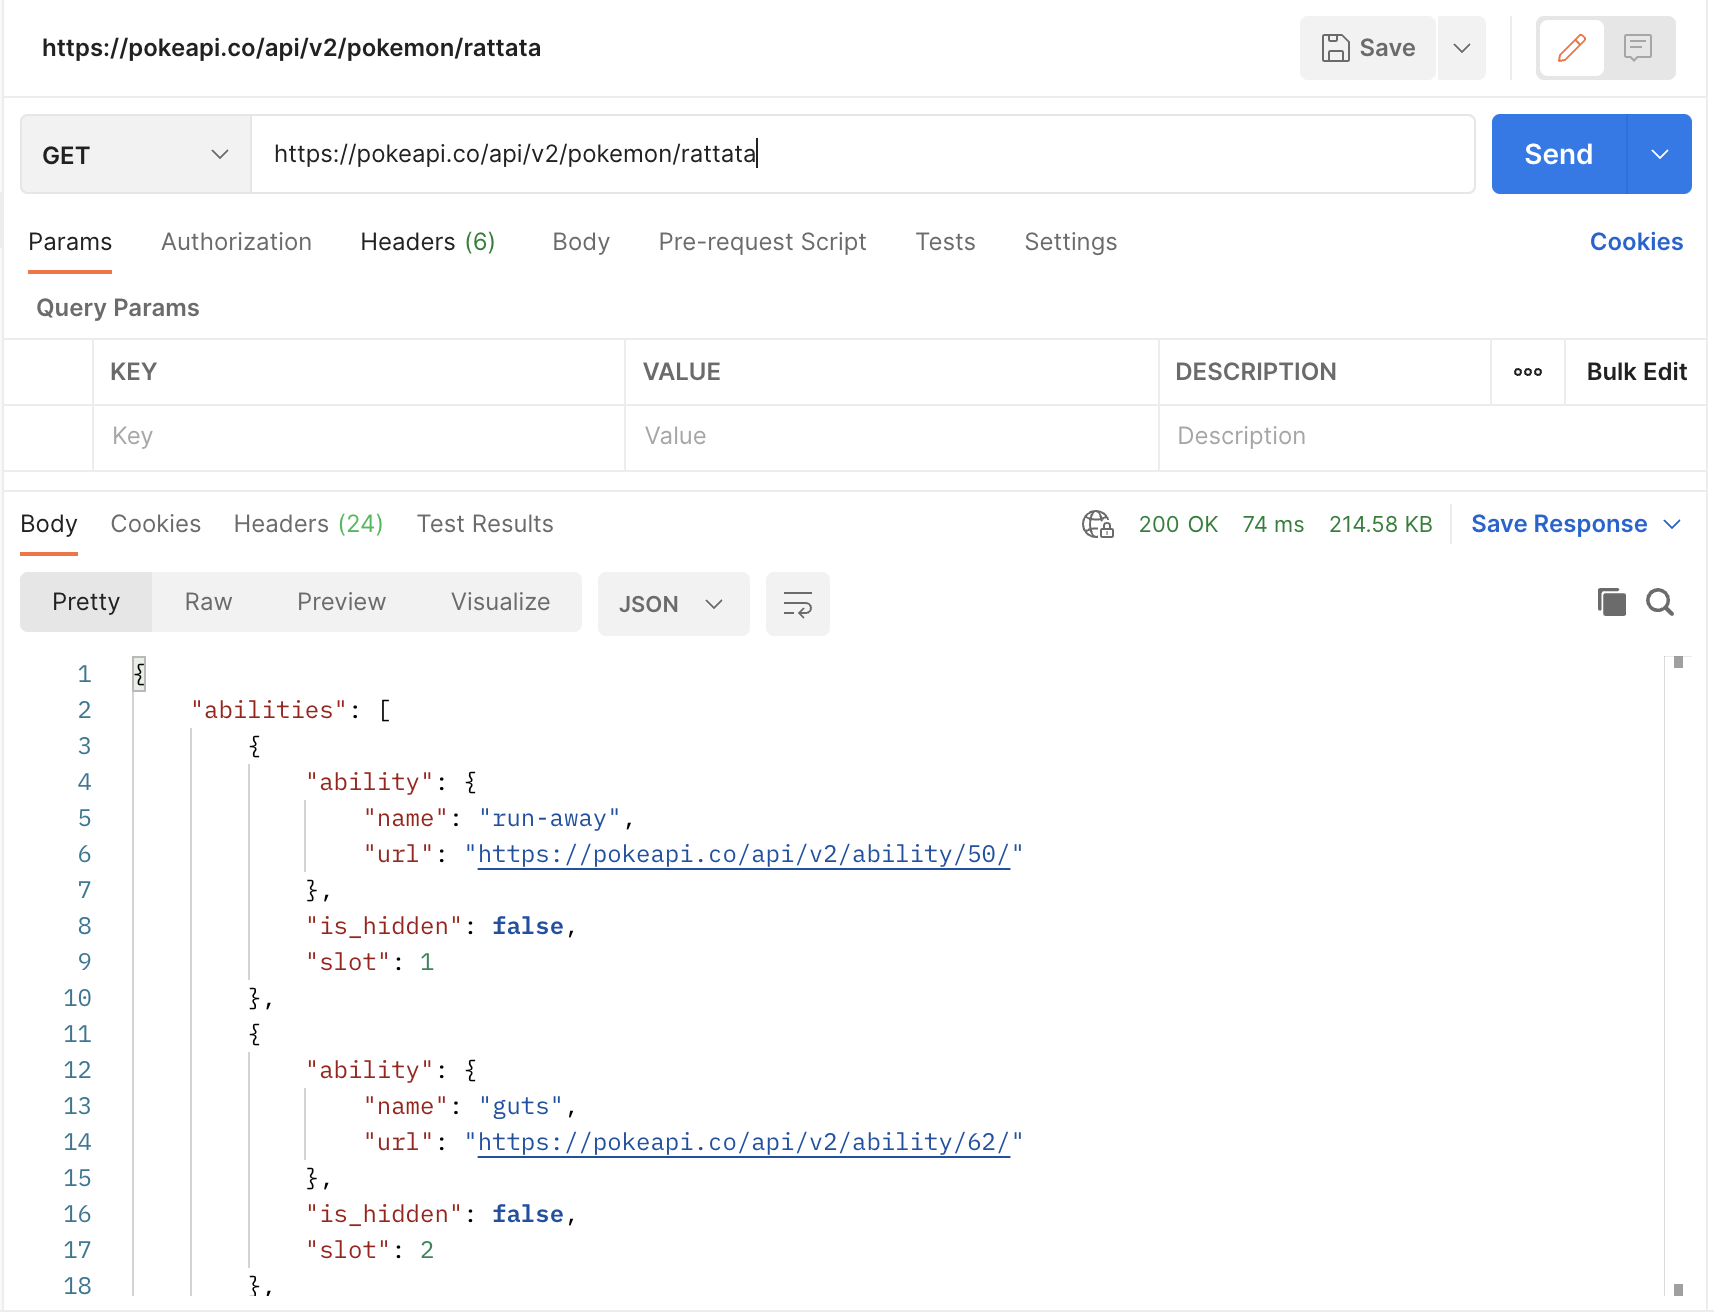 https://pokeapi.co/api/v2/pokemon/rattata
Save
GET
https://pokeapi.co/api/v2/pokemon/rattata
Send
Params Authorization Headers (6) Body Pre-request Script Tests Settings Cookies
Query Params
KEY VALUE DESCRIPTION Bulk Edit
Key Value Description
Body Cookies Headers (24) Test Results 200 OK 74 ms 214.58 KB Save Response
Pretty Raw Preview Visualize JSON
1 {
2 "abilities": [
3 {
4 "ability": {
5 "name": "run-away",
6 "url": "https://pokeapi.co/api/v2/ability/50/"
7 },
8 "is_hidden": false,
9 "slot": 1
10 },
11 {
12 "ability": {
13 "name": "guts",
14 "url": "https://pokeapi.co/api/v2/ability/62/"
15 },
16 "is_hidden": false,
17 "slot": 2
18 },